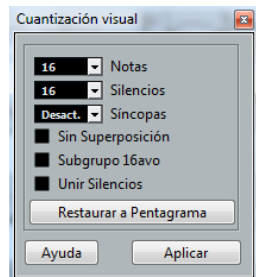 Cuantización visual
16 Notas
16 Silencios
Desact. Síncopas
Sin Superposición
Subgrupo 16avo
Unir Silencios
Restaurar a Pentagrama
Ayuda Aplicar